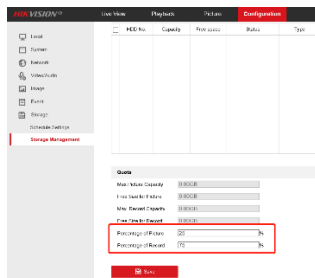 HIKVISION
Live View Playback Picture Configuration
HDD No. Capacity Free space Status Type
Local
System
Network
Video/Audio
Image
Event
Storage
Schedule Settings
Storage Management
Quota
Max.Picture Capacity 0.00GB
Free Size for Picture 0.00GB
Max. Record Capacity 0.00GB
Free Size for Record 0.00GB
Percentage of Picture 25 %
Percentage of Record 75 %
Save